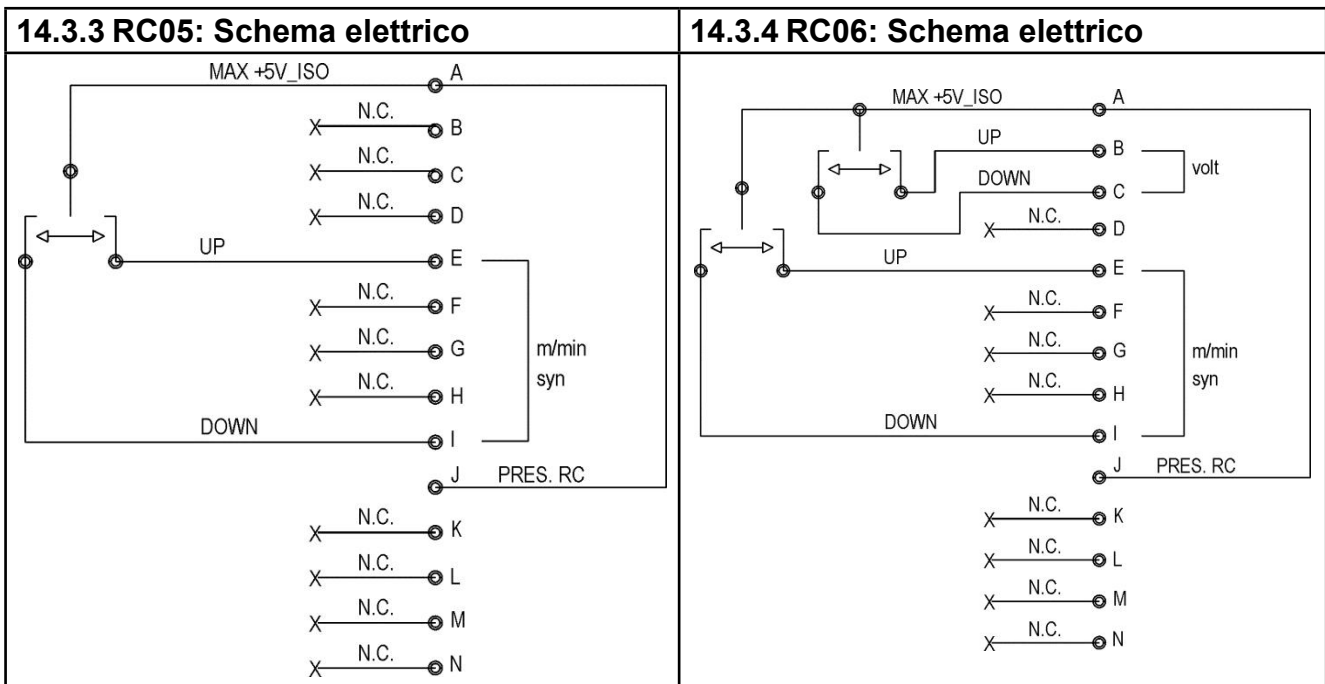 14.3.3 RC05: Schema elettrico
MAX +5V_ISO A
N.C. B
N.C. C
N.C. D
UP E
N.C. F
N.C. G
m/min
syn
N.C. H
DOWN I
J PRES. RC
N.C. K
N.C. L
N.C. M
N.C. N
14.3.4 RC06: Schema elettrico
MAX +5V_ISO A
UP B
volt
DOWN C
N.C. D
UP E
N.C. F
N.C. G
m/min
syn
N.C. H
DOWN I
J PRES. RC
N.C. K
N.C. L
N.C. M
N.C. N